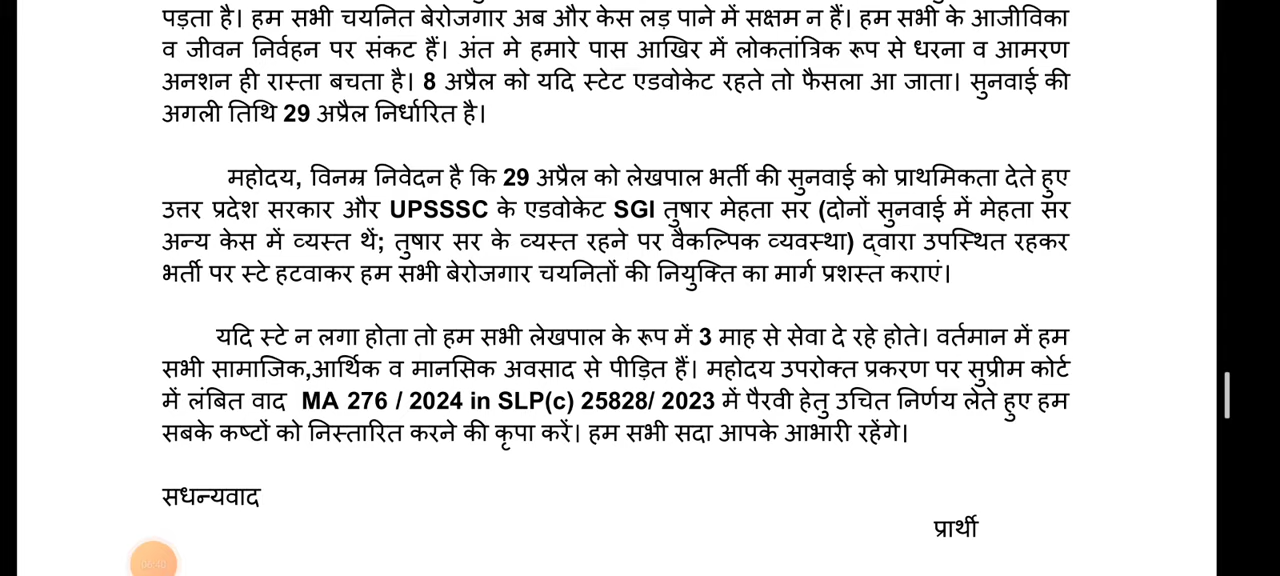 पड़ता है। हम सभी चयनित बेरोजगार अब और केस लड़ पाने में सक्षम न हैं। हम सभी के आजीविका
व जीवन निर्वहन पर संकट हैं। अंत मे हमारे पास आखिर में लोकतांत्रिक रूप से धरना व आमरण
अनशन ही रास्ता बचता है। 8 अप्रैल को यदि स्टेट एडवोकेट रहते तो फैसला आ जाता। सुनवाई की
अगली तिथि 29 अप्रैल निर्धारित है।
महोदय, विनम्र निवेदन है कि 29 अप्रैल को लेखपाल भर्ती की सुनवाई को प्राथमिकता देते हुए
उत्तर प्रदेश सरकार और UPSSSC के एडवोकेट SGI तुषार मेहता सर (दोनों सुनवाई में मेहता सर
अन्य केस में व्यस्त थें; तुषार सर के व्यस्त रहने पर वैकल्पिक व्यवस्था) द्वारा उपस्थित रहकर
भर्ती पर स्टे हटवाकर हम सभी बेरोजगार चयनितों की नियुक्ति का मार्ग प्रशस्त कराएं।
यदि स्टे न लगा होता तो हम सभी लेखपाल के रूप में 3 माह से सेवा दे रहे होते। वर्तमान में हम
सभी सामाजिक,आर्थिक व मानसिक अवसाद से पीड़ित हैं। महोदय उपरोक्त प्रकरण पर सुप्रीम कोर्ट
में लंबित वाद MA 276 / 2024 in SLP(c) 25828/ 2023 में पैरवी हेतु उचित निर्णय लेते हुए हम
सबके कष्टों को निस्तारित करने की कृपा करें। हम सभी सदा आपके आभारी रहेंगे।
सधन्यवाद
प्रार्थी
06:40